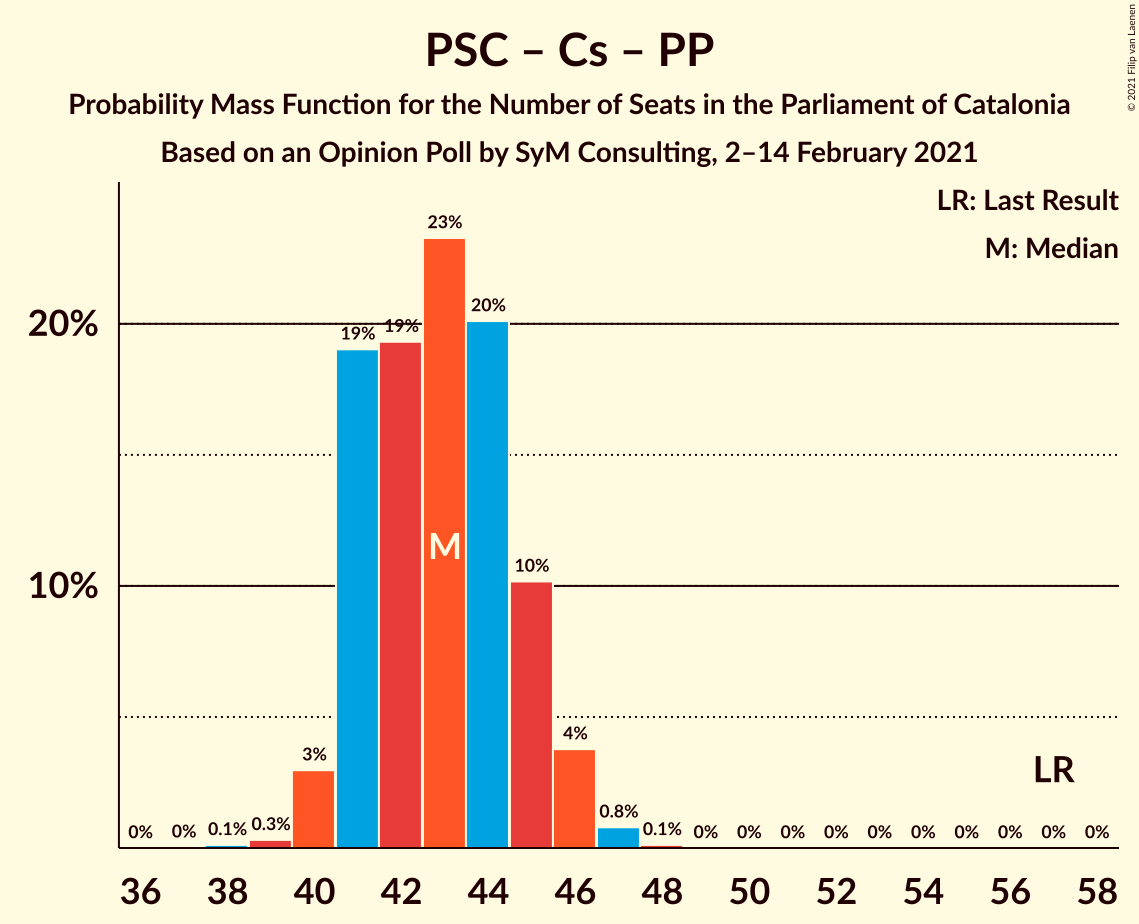 PSC – Cs – PP
Probability Mass Function for the Number of Seats in the Parliament of Catalonia
Based on an Opinion Poll by SyM Consulting, 2–14 February 2021
© 2021 Filip van Laenen
LR: Last Result
M: Median
20%
10%
0% 0% 0.1% 0.3% 3% 19% 19% 23% 20% 10% 4% 0.8% 0.1% 0% 0% 0% 0% 0% 0% 0% 0% 0% 0%
M
LR
36 38 40 42 44 46 48 50 52 54 56 58